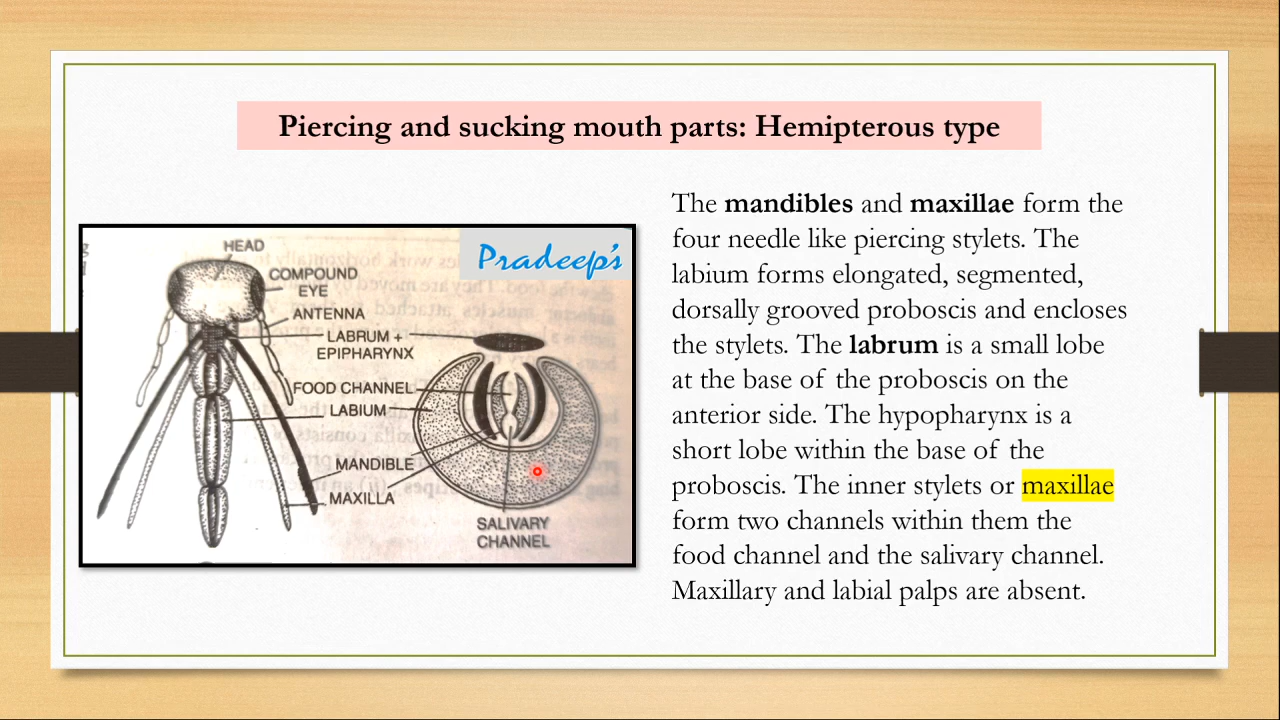 Piercing and sucking mouth parts: Hemipterous type
Pradeep's
HEAD
COMPOUND
EYE
ANTENNA
LABRUM +
EPIPHARYNX
FOOD CHANNEL
LABIUM
MANDIBLE
MAXILLA
SALIVARY
CHANNEL
The mandibles and maxillae form the
four needle like piercing stylets. The
labium forms elongated, segmented,
dorsally grooved proboscis and encloses
the stylets. The labrum is a small lobe
at the base of the proboscis on the
anterior side. The hypopharynx is a
short lobe within the base of the
proboscis. The inner stylets or maxillae
form two channels within them the
food channel and the salivary channel.
Maxillary and labial palps are absent.